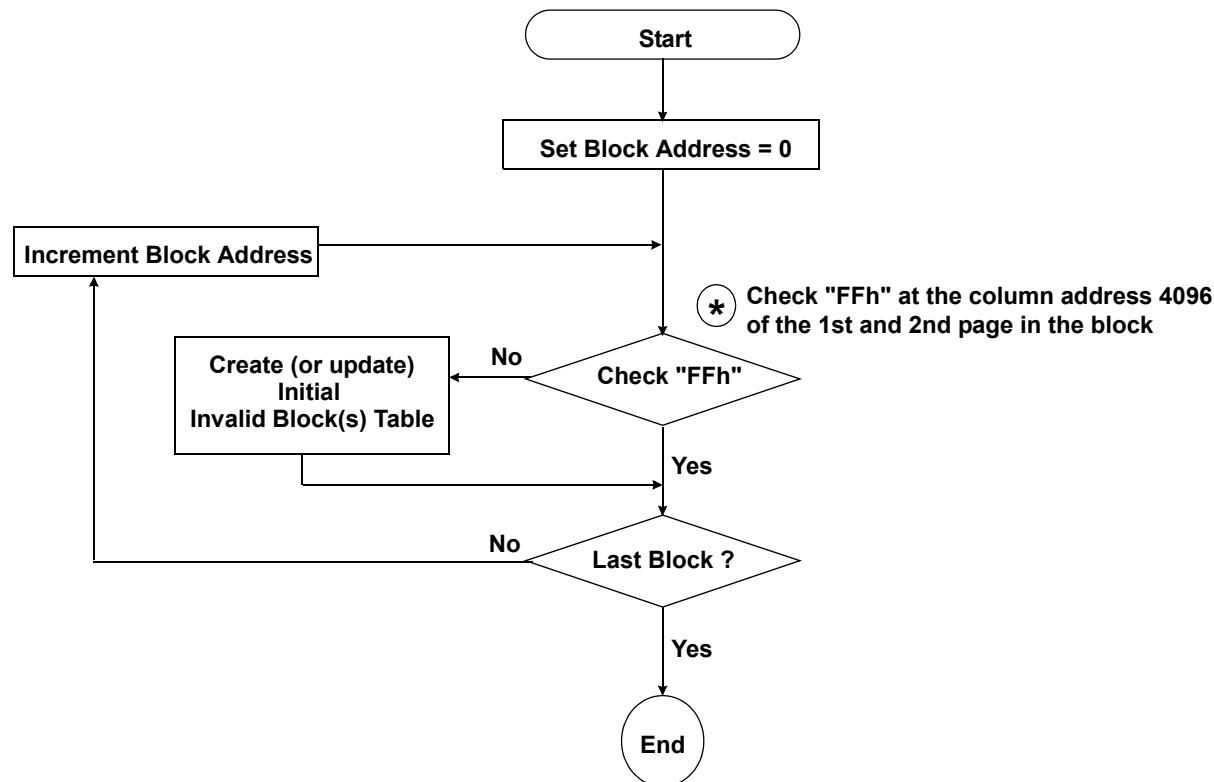 Start
Set Block Address = 0
Increment Block Address
* Check "FFh" at the column address 4096
of the 1st and 2nd page in the block
No
Create (or update)
Initial
Invalid Block(s) Table
Check "FFh"
Yes
No
Last Block ?
Yes
End